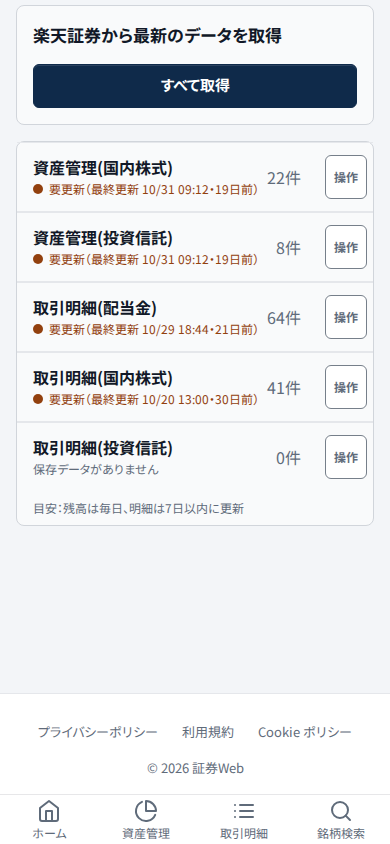 楽天証券から最新のデータを取得
すべて取得
資産管理(国内株式)
要更新(最終更新 10/31 09:12・19日前)
22件
操作
資産管理(投資信託)
要更新(最終更新 10/31 09:12・19日前)
8件
操作
取引明細(配当金)
要更新(最終更新 10/29 18:44・21日前)
64件
操作
取引明細(国内株式)
要更新(最終更新 10/20 13:00・30日前)
41件
操作
取引明細(投資信託)
保存データがありません
0件
操作
目安:残高は毎日、明細は7日以内に更新
プライバシーポリシー 利用規約 Cookie ポリシー
© 2026 証券Web
ホーム 資産管理 取引明細 銘柄検索